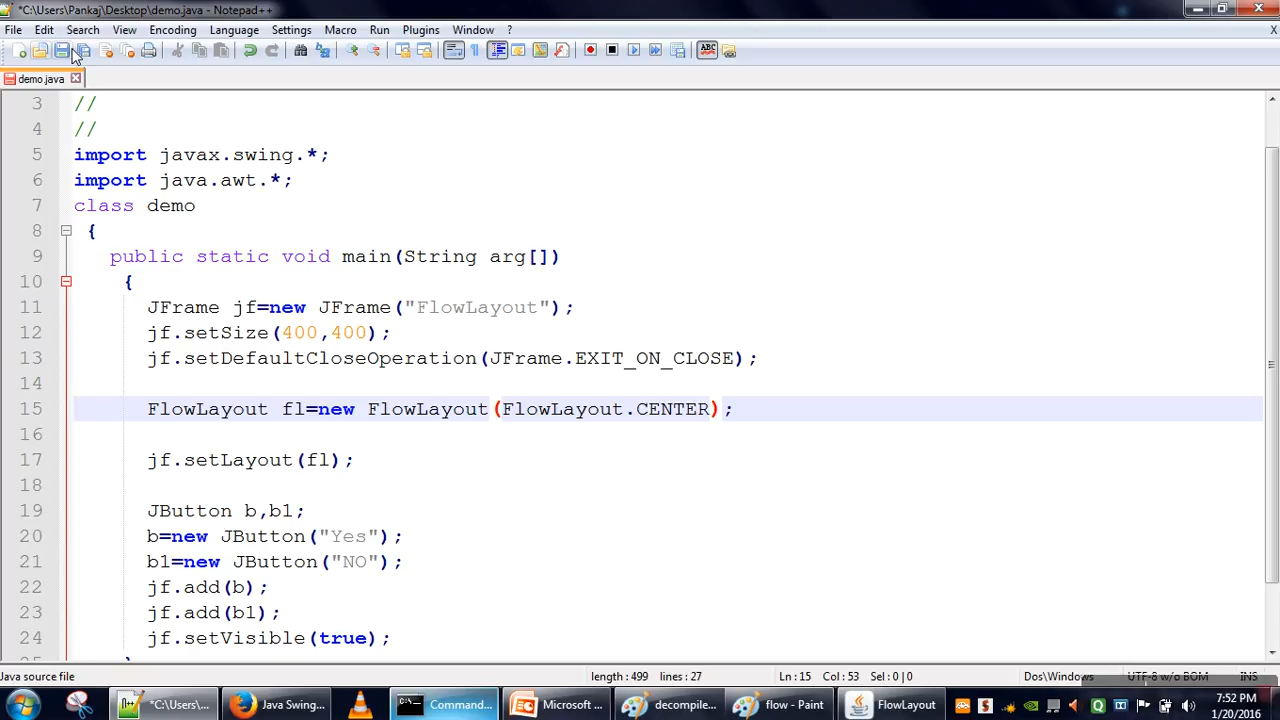 *C:\Users\Pankaj\Desktop\demo.java - Notepad++
File Edit Search View Encoding Language Settings Macro Run Plugins Window ? X
ABC
demo.java
3 //
4 //
5 import javax.swing.*;
6 import java.awt.*;
7 class demo
8 {
9 public static void main(String arg[])
10 {
11 JFrame jf=new JFrame("FlowLayout");
12 jf.setSize(400,400);
13 jf.setDefaultCloseOperation(JFrame.EXIT_ON_CLOSE);
14
15 FlowLayout fl=new FlowLayout(FlowLayout.CENTER);
16
17 jf.setLayout(fl);
18
19 JButton b,b1;
20 b=new JButton("Yes");
21 b1=new JButton("NO");
22 jf.add(b);
23 jf.add(b1);
24 jf.setVisible(true);
Java source file length : 499 lines : 27 Ln : 15 Col : 53 Sel : 0 | 0 Dos\Windows UTF-8 w/o BOM INS
*C:\Users\... Java Swing... Command... Microsoft ... decompile... flow - Paint FlowLayout 7:52 PM
1/20/2016